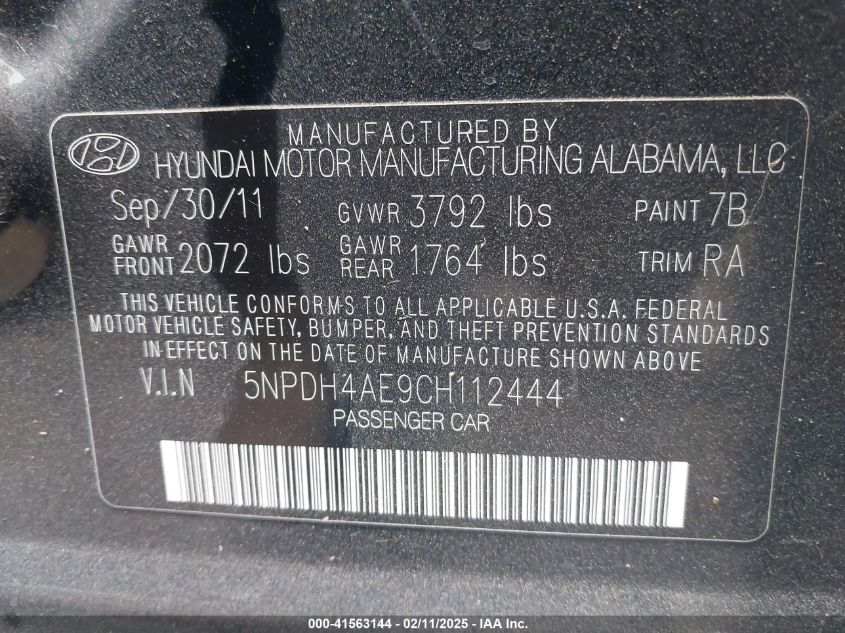 MANUFACTURED BY
HYUNDAI MOTOR MANUFACTURING ALABAMA, LLC
Sep/30/11 GVWR 3792 lbs PAINT 7B
GAWR FRONT 2072 lbs GAWR REAR 1764 lbs TRIM RA
THIS VEHICLE CONFORMS TO ALL APPLICABLE U.S.A. FEDERAL
MOTOR VEHICLE SAFETY, BUMPER, AND THEFT PREVENTION STANDARDS
IN EFFECT ON THE DATE OF MANUFACTURE SHOWN ABOVE
V.I.N 5NPDH4AE9CH112444
PASSENGER CAR
000-41563144 - 02/11/2025 - IAA Inc.